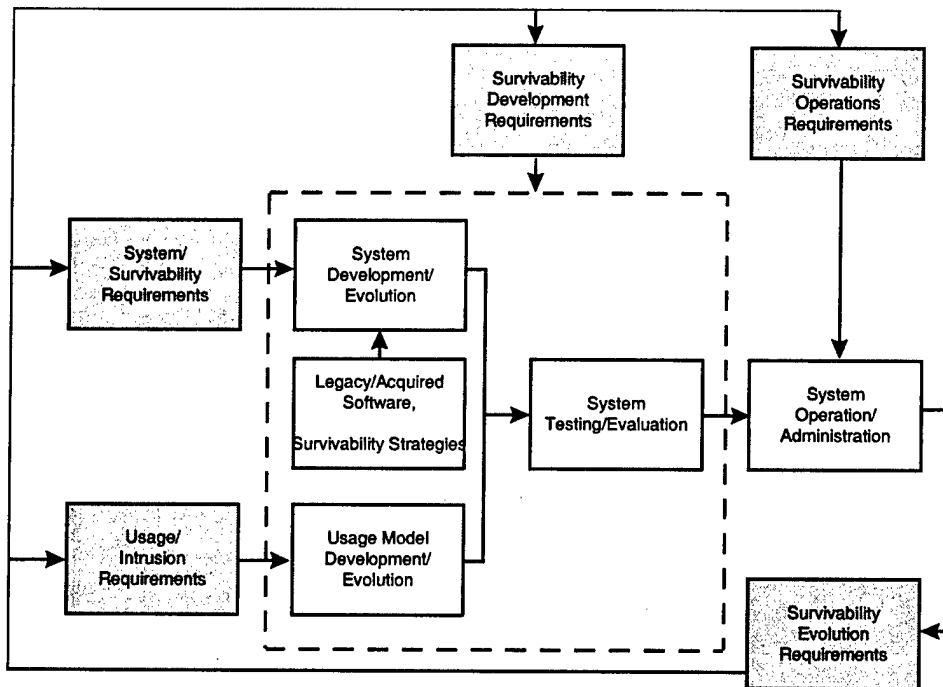 Survivability
Development
Requirements
Survivability
Operations
Requirements
System/
Survivability
Requirements
System
Development/
Evolution
Legacy/Acquired
Software,
Survivability Strategies
System
Testing/Evaluation
System
Operation/
Administration
Usage/
Intrusion
Requirements
Usage Model
Development/
Evolution
Survivability
Evolution
Requirements